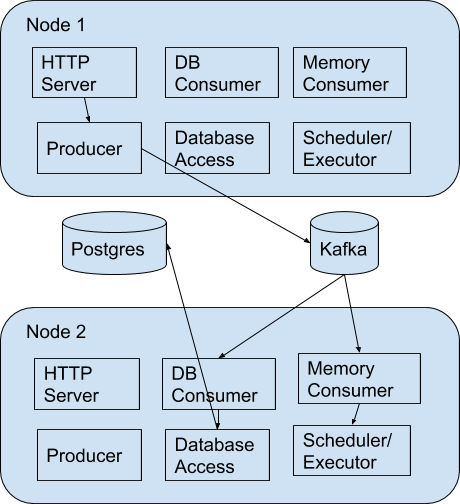 Node 1
HTTP
Server
DB
Consumer
Memory
Consumer
Producer
Database
Access
Scheduler/
Executor
Postgres
Kafka
Node 2
HTTP
Server
DB
Consumer
Memory
Consumer
Producer
Database
Access
Scheduler/
Executor